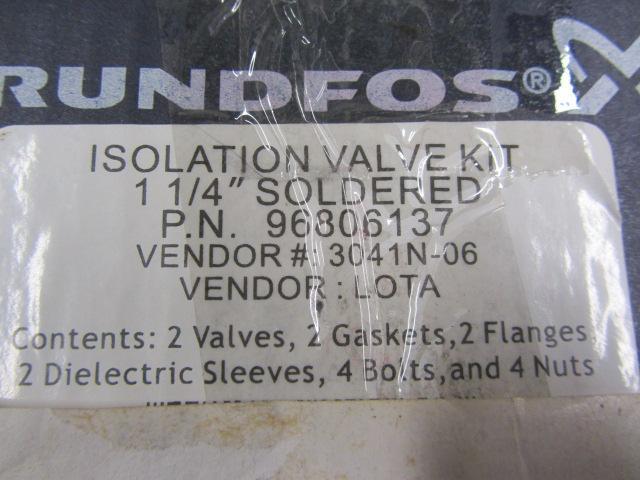 RUNDFOS®
ISOLATION VALVE KIT
1 1/4" SOLDERED
P.N. 96806137
VENDOR #: 3041N-06
VENDOR : LOTA
Contents: 2 Valves, 2 Gaskets,2 Flanges
2 Dielectric Sleeves, 4 Bolts,and 4 Nuts